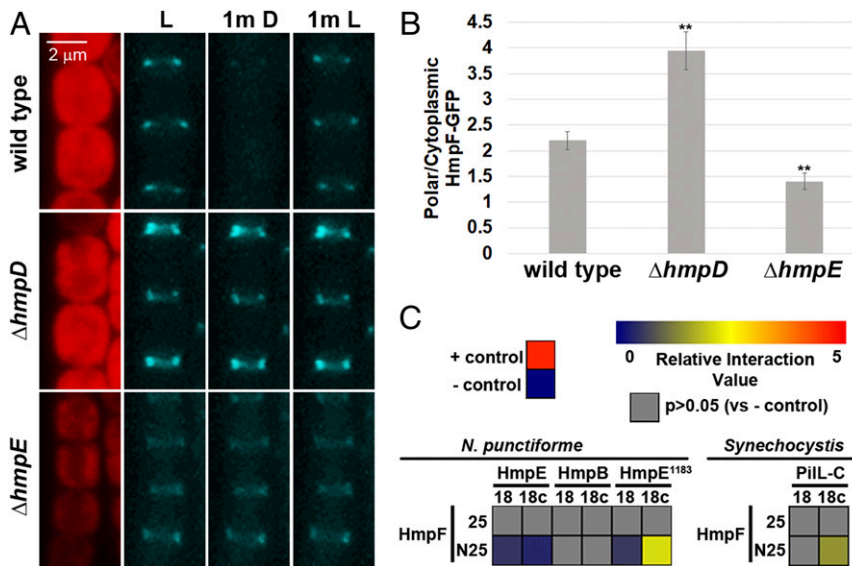 A
L 1m D 1m L
2 μm
wild type
ΔhmpD
ΔhmpE
B
Polar/Cytoplasmic
HmpF-GFP
4.5
4
3.5
3
2.5
2
1.5
1
0.5
0
**
**
wild type ΔhmpD ΔhmpE
C
+ control
- control
0 Relative Interaction 5
Value
p>0.05 (vs - control)
N. punctiforme
HmpE HmpB HmpE¹¹⁸³
18 18c 18 18c 18 18c
HmpF
25
N25
Synechocystis
PilL-C
18 18c
HmpF
25
N25